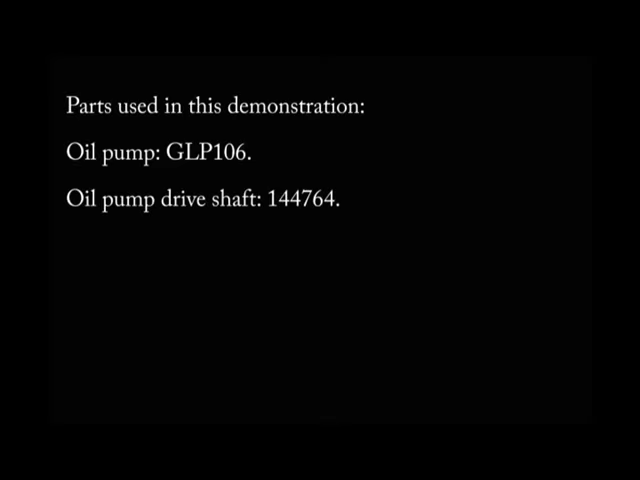 Parts used in this demonstration:
Oil pump: GLP106.
Oil pump drive shaft: 144764.